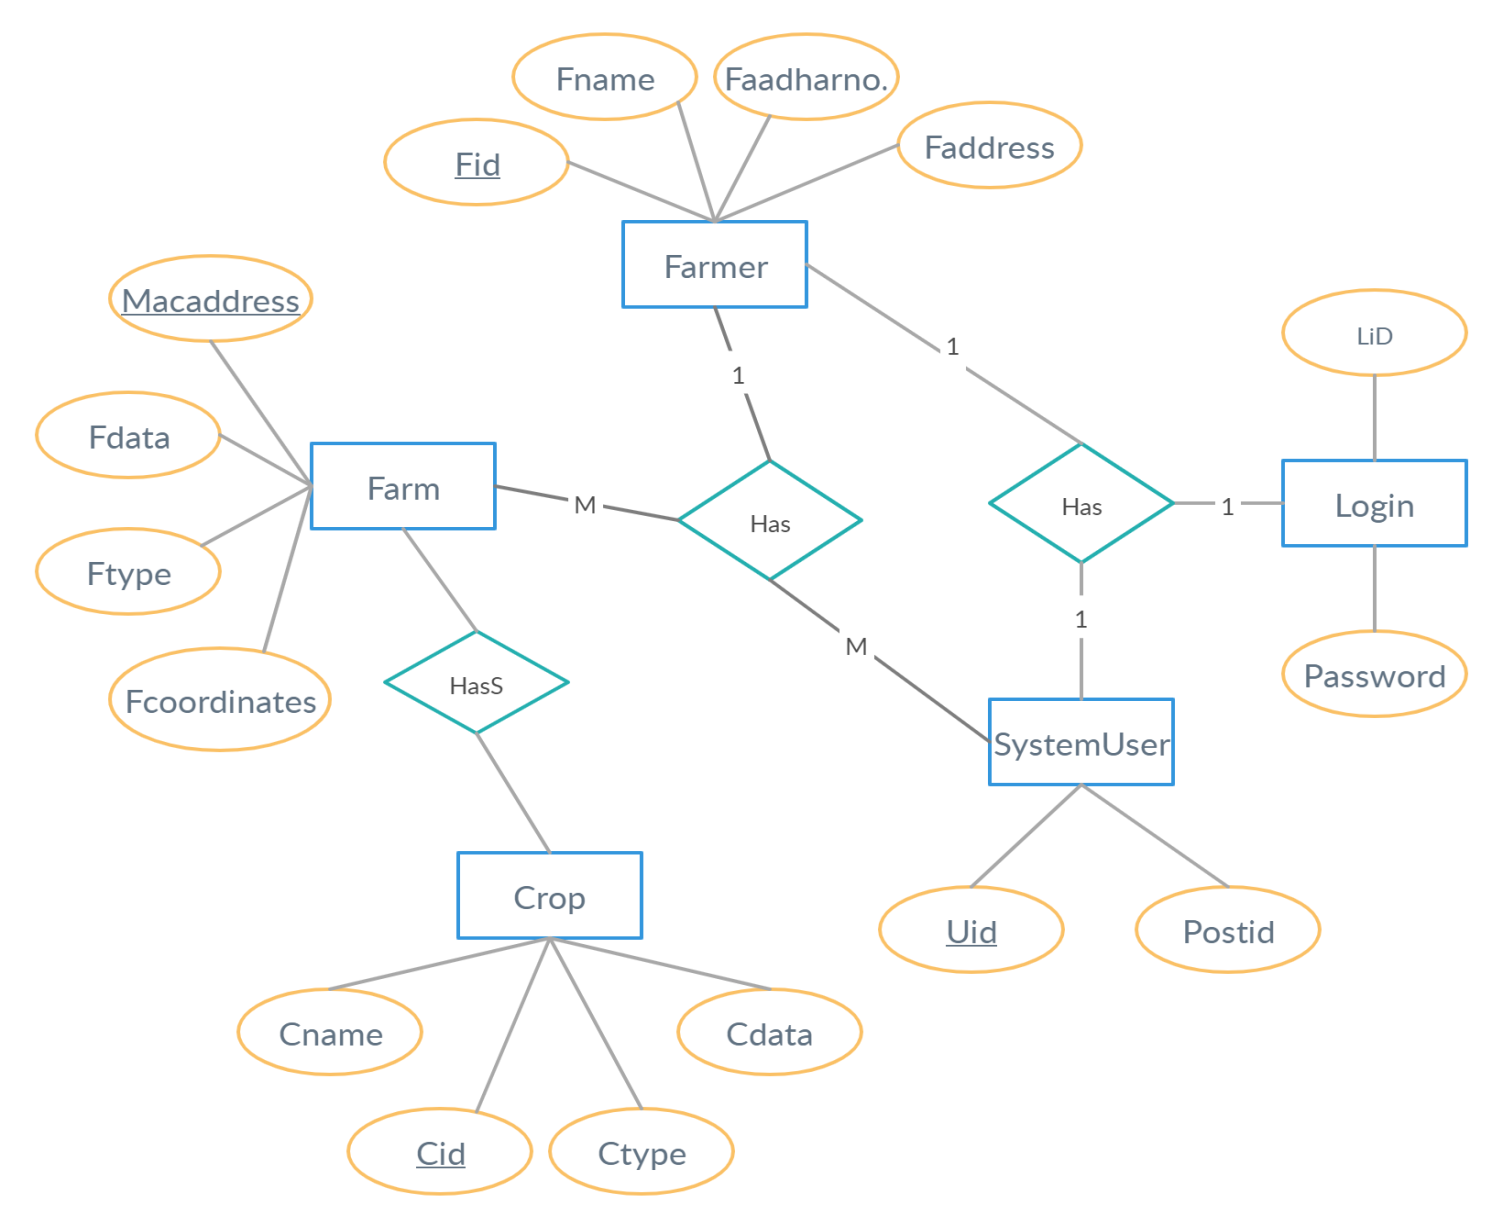 Fname
Faadharno.
Fid
Faddress
Farmer
Macaddress
LiD
1
1
Fdata
Farm
M
Has
Has
1
Login
Ftype
1
M
HasS
Password
Fcoordinates
SystemUser
Crop
Uid
Postid
Cname
Cdata
Cid
Ctype